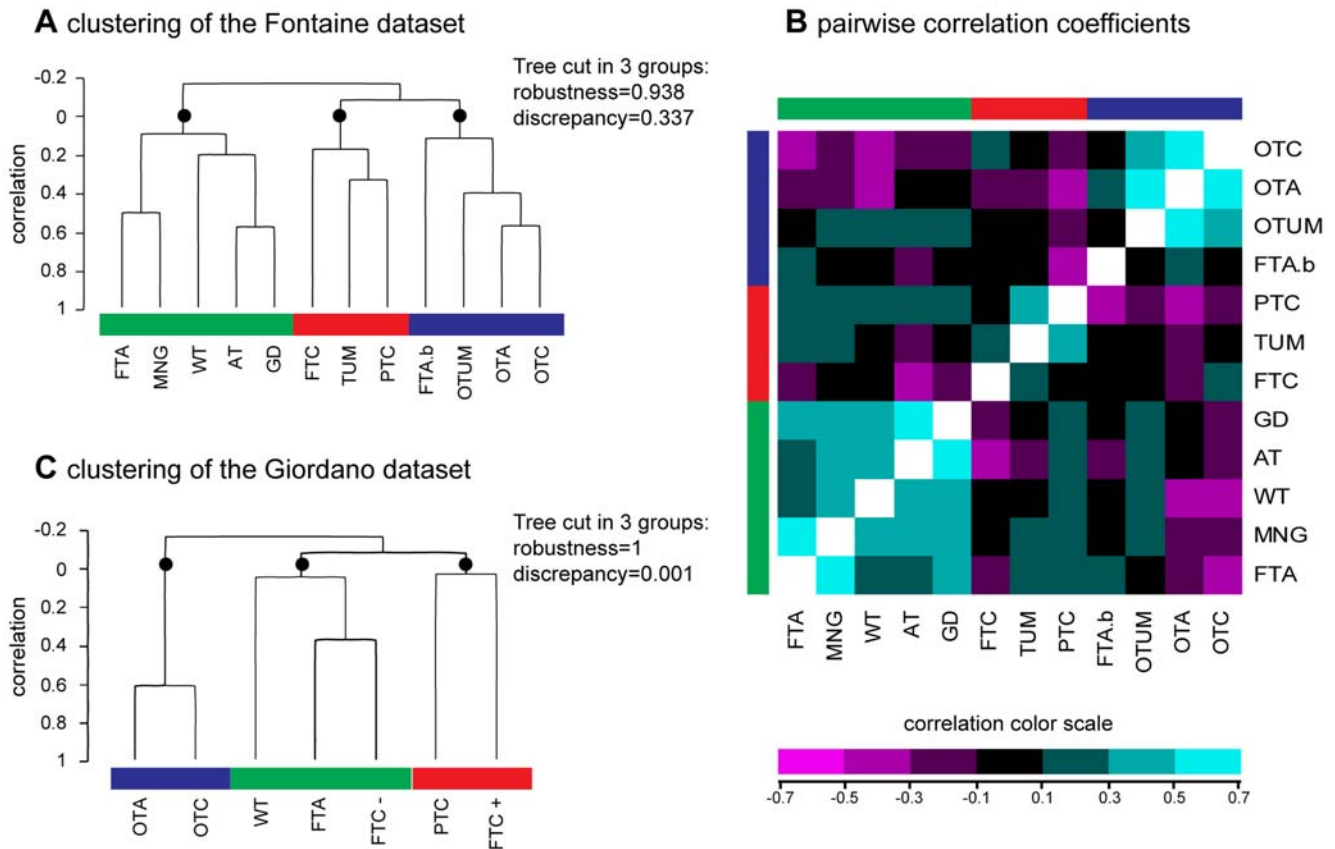 A clustering of the Fontaine dataset
Tree cut in 3 groups:
robustness=0.938
discrepancy=0.337
correlation
-0.2
0
0.2
0.4
0.6
0.8
1
FTA
MNG
WT
AT
GD
FTC
TUM
PTC
FTA.b
OTUM
OTA
OTC
C clustering of the Giordano dataset
Tree cut in 3 groups:
robustness=1
discrepancy=0.001
correlation
-0.2
0
0.2
0.4
0.6
0.8
1
OTA
OTC
WT
FTA
FTC -
PTC
FTC +
B pairwise correlation coefficients
OTC
OTA
OTUM
FTA.b
PTC
TUM
FTC
GD
AT
WT
MNG
FTA
FTA
MNG
WT
AT
GD
FTC
TUM
PTC
FTA.b
OTUM
OTA
OTC
correlation color scale
-0.7 -0.5 -0.3 -0.1 0.1 0.3 0.5 0.7